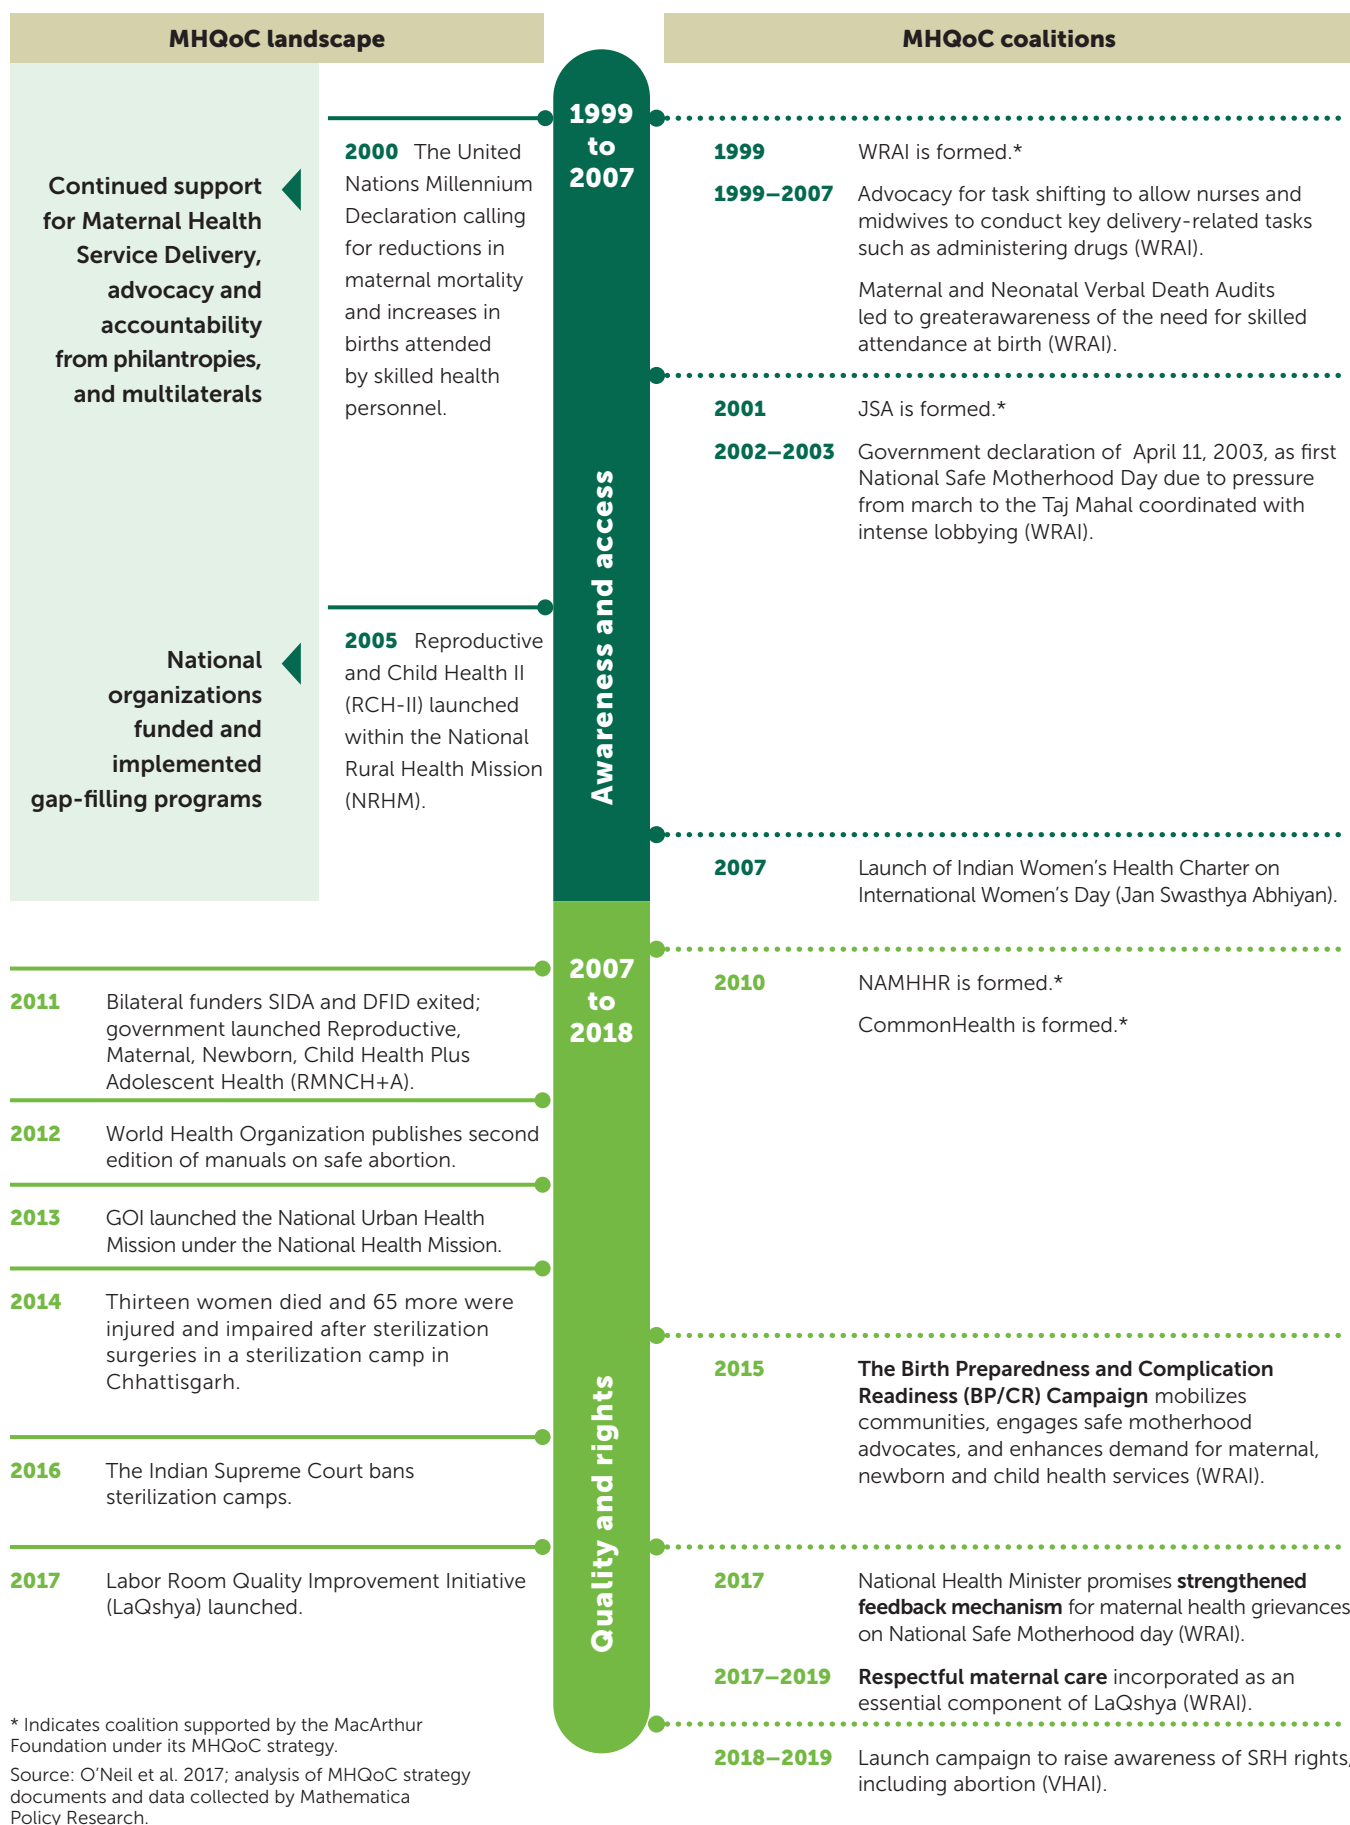 MHQoC landscape
MHQoC coalitions
Continued support
for Maternal Health
Service Delivery,
advocacy and
accountability
from philantropies,
and multilaterals
National
organizations
funded and
implemented
gap-filling programs
2000 The United
Nations Millennium
Declaration calling
for reductions in
maternal mortality
and increases in
births attended
by skilled health
personnel.
2005 Reproductive
and Child Health II
(RCH-II) launched
within the National
Rural Health Mission
(NRHM).
1999
to
2007
Awareness and access
1999 WRAI is formed.*
1999–2007 Advocacy for task shifting to allow nurses and
midwives to conduct key delivery-related tasks
such as administering drugs (WRAI).
Maternal and Neonatal Verbal Death Audits
led to greaterawareness of the need for skilled
attendance at birth (WRAI).
2001 JSA is formed.*
2002–2003 Government declaration of April 11, 2003, as first
National Safe Motherhood Day due to pressure
from march to the Taj Mahal coordinated with
intense lobbying (WRAI).
2007 Launch of Indian Women's Health Charter on
International Women's Day (Jan Swasthya Abhiyan).
2011 Bilateral funders SIDA and DFID exited;
government launched Reproductive,
Maternal, Newborn, Child Health Plus
Adolescent Health (RMNCH+A).
2012 World Health Organization publishes second
edition of manuals on safe abortion.
2013 GOI launched the National Urban Health
Mission under the National Health Mission.
2014 Thirteen women died and 65 more were
injured and impaired after sterilization
surgeries in a sterilization camp in
Chhattisgarh.
2016 The Indian Supreme Court bans
sterilization camps.
2017 Labor Room Quality Improvement Initiative
(LaQshya) launched.
2007
to
2018
Quality and rights
2010 NAMHHR is formed.*
CommonHealth is formed.*
2015 The Birth Preparedness and Complication
Readiness (BP/CR) Campaign mobilizes
communities, engages safe motherhood
advocates, and enhances demand for maternal,
newborn and child health services (WRAI).
2017 National Health Minister promises strengthened
feedback mechanism for maternal health grievances
on National Safe Motherhood day (WRAI).
2017–2019 Respectful maternal care incorporated as an
essential component of LaQshya (WRAI).
2018–2019 Launch campaign to raise awareness of SRH rights,
including abortion (VHAI).
* Indicates coalition supported by the MacArthur
Foundation under its MHQoC strategy.
Source: O'Neil et al. 2017; analysis of MHQoC strategy
documents and data collected by Mathematica
Policy Research.